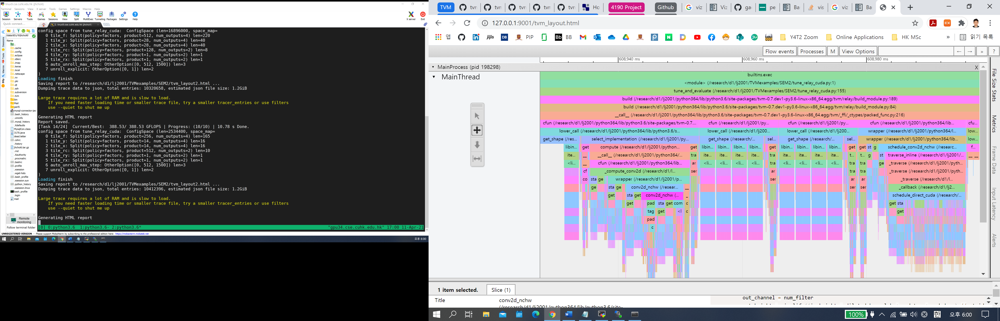 linux9.cse.cuhk.edu.hk (jhchoi6)
Terminal Sessions View X server Tools Games Settings Macros Help
Session Servers Tools Games Sessions View Split MultiExec Tunneling Packages Settings Help X server Exit
Quick connect...
2. linux9.cse.cuhk.edu.hk (jhchoi6)
/data/d0/y16/jhchoi6/
Name
..
.cache
.config
.eclipse
.idlerc
.imap
.keras
.local
.netscape
.nv
.pki
.qt
.ssh
.subversion
.tvm
bin
Mail
perl5
mysql-connector-jav
.bash_history
.viminfo
.mysql_history
.Xdefaults
MysqlCon.class
3170.java
dead.letter
.cshrc
.history
jhchoi6.tar.gz
.rnd
.Xauthority
.procmailrc
.bashrc
.profile
.xsession
.wget-hsts
.bash_profile
.xsession.sun
.python_history
.xsession.linux
bash_profile
.login
mail
Sessions
Tools
Macros
Sftp
Remote
monitoring
Follow terminal folder
config space from tune_relay_cuda: ConfigSpace (len=16896000, space_map=
0 tile_f: Split(policy=factors, product=512, num_outputs=4) len=220
1 tile_y: Split(policy=factors, product=28, num_outputs=4) len=40
2 tile_x: Split(policy=factors, product=28, num_outputs=4) len=40
3 tile_rc: Split(policy=factors, product=128, num_outputs=2) len=8
4 tile_ry: Split(policy=factors, product=1, num_outputs=2) len=1
5 tile_rx: Split(policy=factors, product=1, num_outputs=2) len=1
6 auto_unroll_max_step: OtherOption([0, 512, 1500]) len=3
7 unroll_explicit: OtherOption([0, 1]) len=2
)
Loading finish
Saving report to /research/d1/lj2001/TVMexamples/SEM2/tvm_layout2.html ...
Dumping trace data to json, total entries: 10320658, estimated json file size: 1.2GiB
Large trace requires a lot of RAM and is slow to load.
If you need faster loading time or smaller trace file, try a smaller tracer_entries or use filters
use --quiet to shut me up
Generating HTML report
Report saved.
[Task 14/24] Current/Best: 388.53/ 388.53 GFLOPS | Progress: (10/10) | 10.78 s Done.
config space from tune_relay_cuda: ConfigSpace (len=2534400, space_map=
0 tile_f: Split(policy=factors, product=256, num_outputs=4) len=165
1 tile_y: Split(policy=factors, product=14, num_outputs=4) len=16
2 tile_x: Split(policy=factors, product=14, num_outputs=4) len=16
3 tile_rc: Split(policy=factors, product=512, num_outputs=2) len=10
4 tile_ry: Split(policy=factors, product=1, num_outputs=2) len=1
5 tile_rx: Split(policy=factors, product=1, num_outputs=2) len=1
6 auto_unroll_max_step: OtherOption([0, 512, 1500]) len=3
7 unroll_explicit: OtherOption([0, 1]) len=2
)
Loading finish
Saving report to /research/d1/lj2001/TVMexamples/SEM2/tvm_layout2.html ...
Dumping trace data to json, total entries: 10412396, estimated json file size: 1.2GiB
Large trace requires a lot of RAM and is slow to load.
If you need faster loading time or smaller trace file, try a smaller tracer_entries or use filters
use --quiet to shut me up
Generating HTML report
[0] 0:python3.6 1:python3.6- 2:python3.6* "gpu34.cse.cuhk.edu.hk" 17:00 11-Apr-21
UNREGISTERED VERSION - Please support MobaXterm by subscribing to the professional edition here: https://mobaxterm.mobatek.net
오후 6:00
TVM tvn tvn tvn tvn tvn Ho 4190 Project Github viz Viz ga pe Ba vis viz Ba
127.0.0.1:9001/tvm_layout.html
앱 jijis DB PIP Bb BB Y4T2 Zoom Online Applications HK MSc » 읽기 목록
Flow events Processes M View Options ← → » ?
608,940 ms 608,960 ms 608,980 ms
MainProcess (pid 198298) X
MainThread
builtins.exec
<module> (/research/d1/lj2001/TVMexamples/SEM2/tune_relay_cuda.py:1)
tune_and_evaluate (/research/d1/lj2001/TVMexamples/SEM2/tune_relay_cuda.py:155)
build (/research/d1/lj2001/python364/lib/python3.6/site-packages/tvm-0.7.dev1-py3.6-linux-x86_64.egg/tvm/relay/build_module.py:189)
build (/research/d1/lj2001/python364/lib/python3.6/site-packages/tvm-0.7.dev1-py3.6-linux-x86_64.egg/tvm/relay/build_module.py:84)
__call__ (/research/d1/lj2001/python364/lib/python3.6/site-packages/tvm-0.7.dev1-py3.6-linux-x86_64.egg/tvm/_ffi/_ctypes/packed_func.py:216)
cfun (/research/d1/lj2001/python364/lib/python3.6/site-packages/tvm-0.7.... cfun (/research/d1/lj2001/py... cfun (/research/d1/lj2001/py... cfun (/research/d1/lj2001/python364/lib... cfu...
lower_call (/research/d1/lj2001/python364/lib/python3.6/s... lower_call (/research/d1/lj200... lower_call (/research/d1/lj200... wrapper (/research/d1/lj2001/python364/l... low...
get_shape (/res... select_implementation (/research/d1/lj2001/py... get_shape (/research/... sel... get_shape (/research/... sel... wrapper (/research/d1/lj2001/python364/lib... low...
libin... get compute (/research/d1/lj2001/python... get libin... libin... libin... libin... get libin... libin... libin... libin... get get st g schedule_conv2d_nchw (/researc... f...
ite... __ __call__ (/research/d1/lj2001/python364/... tra ite... ite... ite... ite... tra ite... ite... ite... ite... t... t... g st traverse_inline (/research/d1/lj2001/... __ __
<li... __ cfun (/research/d1/lj2001/python364/lib... ar <li... <li... <li... <li... tra <li... <li... <li... <li... tra tra ge _traverse (/research/d1/lj2001/pyth...
cf _compute_conv2d (/research/d1/l... ser ar tra tra _traverse (/research/d1/lj2001/pyth...
co sta ge wrapper (/research/d1/lj2001/p... ser ar ar _traverse (/research/d1/l...
ge sta ge conv2d_nchw (/resear... __ ser ser _callback (/research/d1/lj2...
get sta get conv2d_nchw (... _ schedule_direct_cuda (/research/...
get pad sta get com c get sta
tag get <l c get
pad
c
File Size Stats
Metrics
Frame Data
Input Latency
Alerts
1 item selected. Slice (1)
Title conv2d_nchw
(/research/d1/lj2001/python364/lib/python3.6/site-
out_channel = num_filter
100% 한 오후 6:00